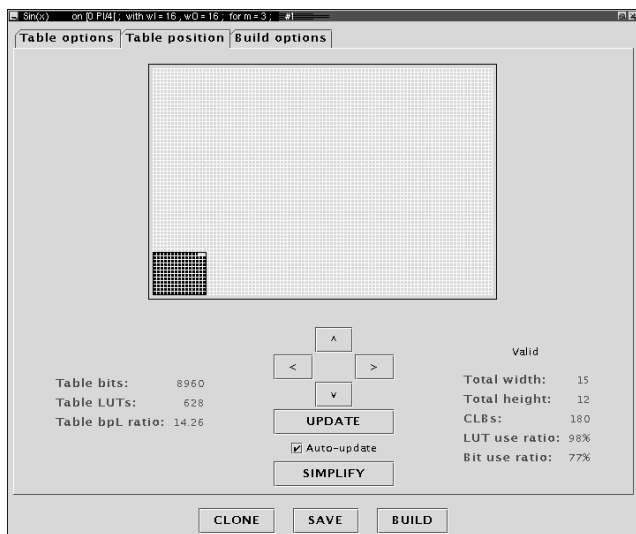 Sin(x) on [0 PI/4[ ; with wI = 16 , wO = 16 ; for m = 3 ; #1
Table options Table position Build options
^
< >
v
Valid
Table bits: 8960
Table LUTs: 628
Table bpL ratio: 14.26
UPDATE
Auto-update
SIMPLIFY
Total width: 15
Total height: 12
CLBs: 180
LUT use ratio: 98%
Bit use ratio: 77%
CLONE SAVE BUILD